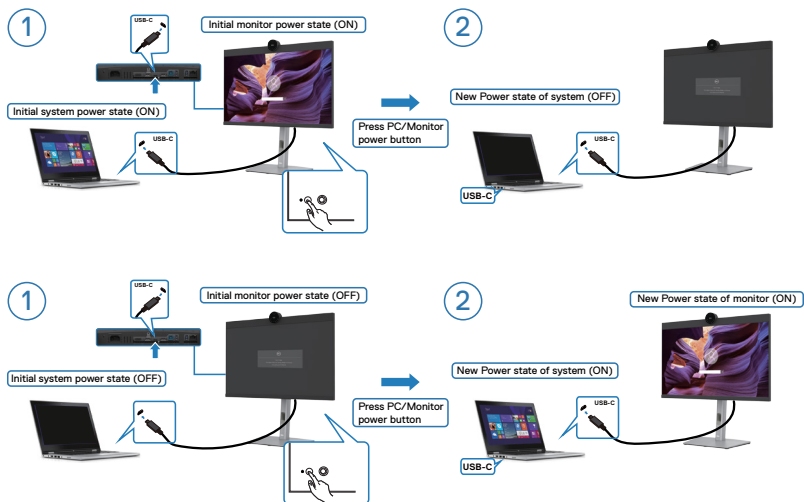 1
USB-C
Initial monitor power state (ON)
Initial system power state (ON)
USB-C
Press PC/Monitor
power button
2
New Power state of system (OFF)
USB-C
USB-C
1
USB-C
Initial monitor power state (OFF)
Initial system power state (OFF)
USB-C
Press PC/Monitor
power button
2
New Power state of monitor (ON)
New Power state of system (ON)
USB-C
USB-C